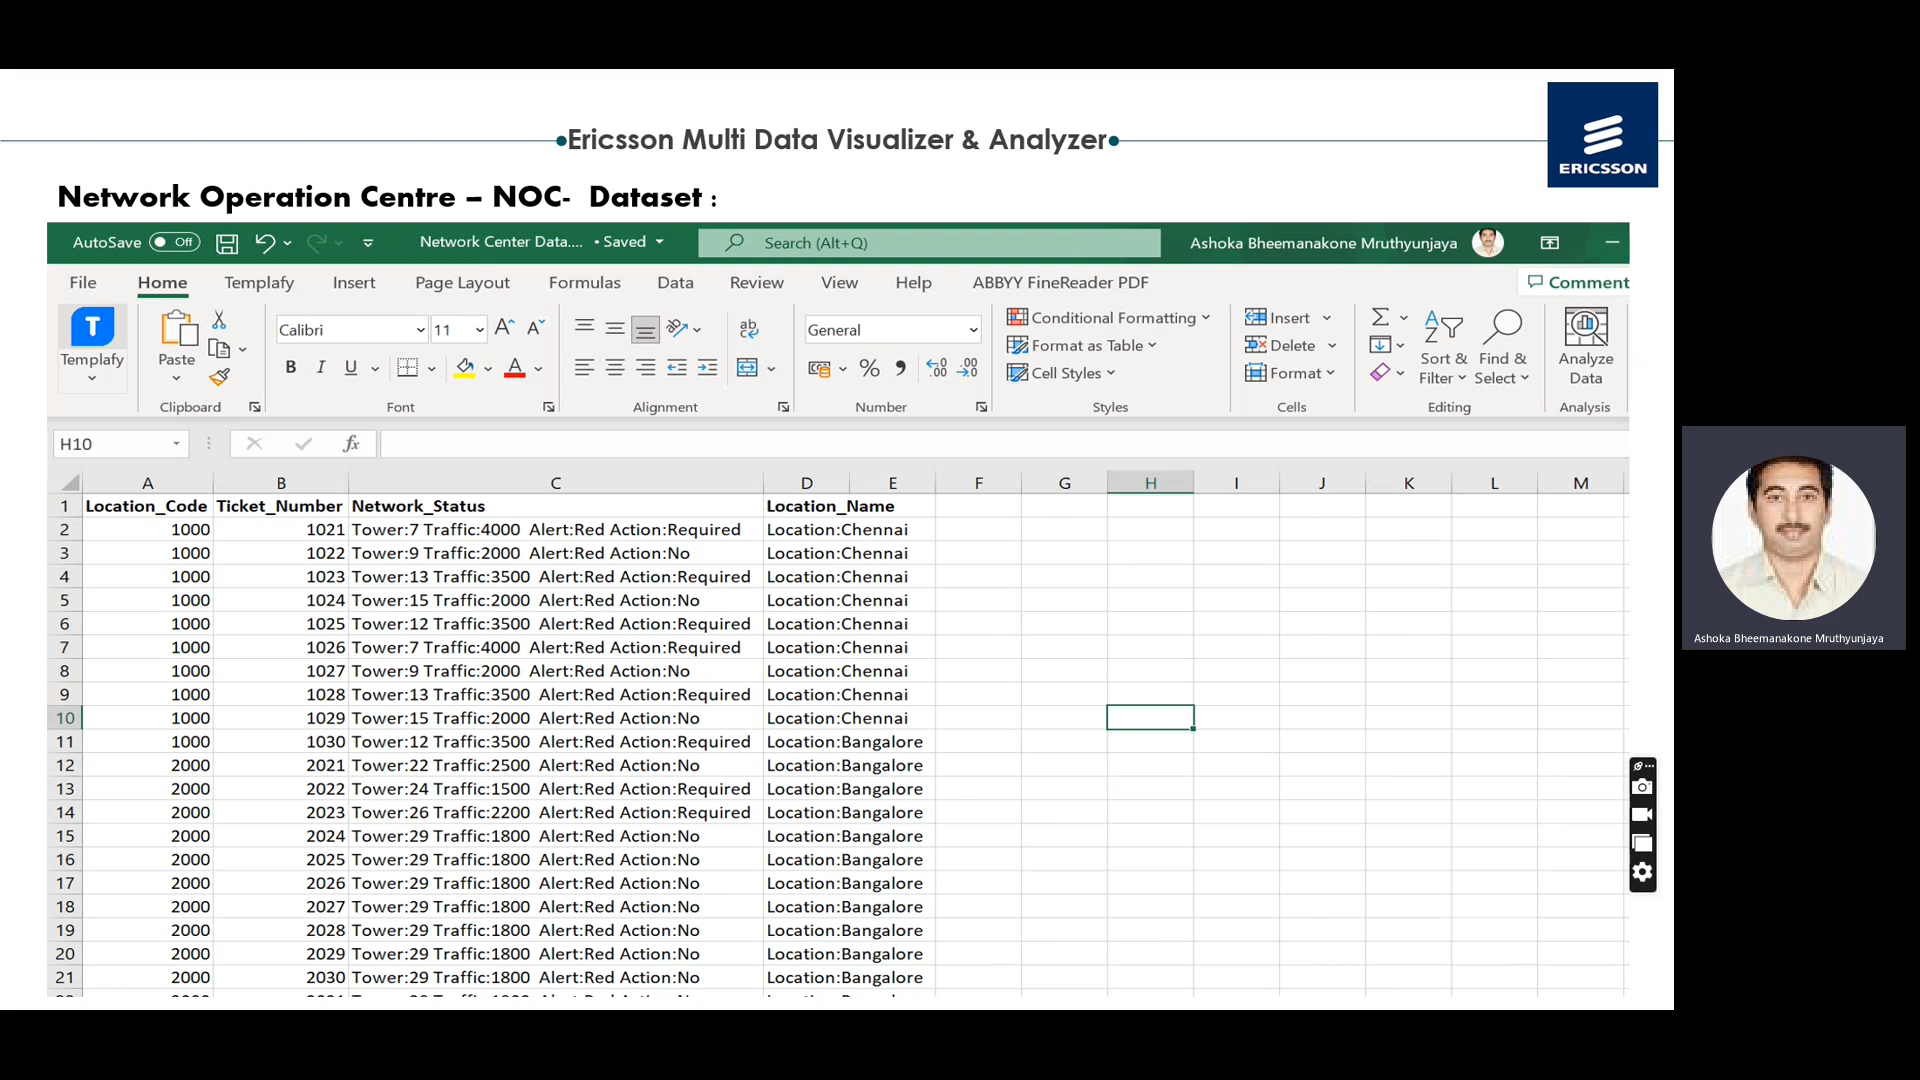 Ericsson Multi Data Visualizer & Analyzer
ERICSSON
Network Operation Centre – NOC- Dataset :
AutoSave Off Network Center Data.... • Saved Search (Alt+Q) Ashoka Bheemanakone Mruthyunjaya
File Home Templafy Insert Page Layout Formulas Data Review View Help ABBYY FineReader PDF Comment
T Templafy Paste Calibri 11 A A ab General Conditional Formatting Insert
Format as Table Delete Sort & Filter Find & Select Analyze Data
B I U A % Cell Styles Format
Clipboard Font Alignment Number Styles Cells Editing Analysis
H10 fx
A B C D E F G H I J K L M
1 Location_Code Ticket_Number Network_Status Location_Name
2 1000 1021 Tower:7 Traffic:4000 Alert:Red Action:Required Location:Chennai
3 1000 1022 Tower:9 Traffic:2000 Alert:Red Action:No Location:Chennai
4 1000 1023 Tower:13 Traffic:3500 Alert:Red Action:Required Location:Chennai
5 1000 1024 Tower:15 Traffic:2000 Alert:Red Action:No Location:Chennai
6 1000 1025 Tower:12 Traffic:3500 Alert:Red Action:Required Location:Chennai
7 1000 1026 Tower:7 Traffic:4000 Alert:Red Action:Required Location:Chennai
8 1000 1027 Tower:9 Traffic:2000 Alert:Red Action:No Location:Chennai
9 1000 1028 Tower:13 Traffic:3500 Alert:Red Action:Required Location:Chennai
10 1000 1029 Tower:15 Traffic:2000 Alert:Red Action:No Location:Chennai
11 1000 1030 Tower:12 Traffic:3500 Alert:Red Action:Required Location:Bangalore
12 2000 2021 Tower:22 Traffic:2500 Alert:Red Action:No Location:Bangalore
13 2000 2022 Tower:24 Traffic:1500 Alert:Red Action:Required Location:Bangalore
14 2000 2023 Tower:26 Traffic:2200 Alert:Red Action:Required Location:Bangalore
15 2000 2024 Tower:29 Traffic:1800 Alert:Red Action:No Location:Bangalore
16 2000 2025 Tower:29 Traffic:1800 Alert:Red Action:No Location:Bangalore
17 2000 2026 Tower:29 Traffic:1800 Alert:Red Action:No Location:Bangalore
18 2000 2027 Tower:29 Traffic:1800 Alert:Red Action:No Location:Bangalore
19 2000 2028 Tower:29 Traffic:1800 Alert:Red Action:No Location:Bangalore
20 2000 2029 Tower:29 Traffic:1800 Alert:Red Action:No Location:Bangalore
21 2000 2030 Tower:29 Traffic:1800 Alert:Red Action:No Location:Bangalore
Ashoka Bheemanakone Mruthyunjaya